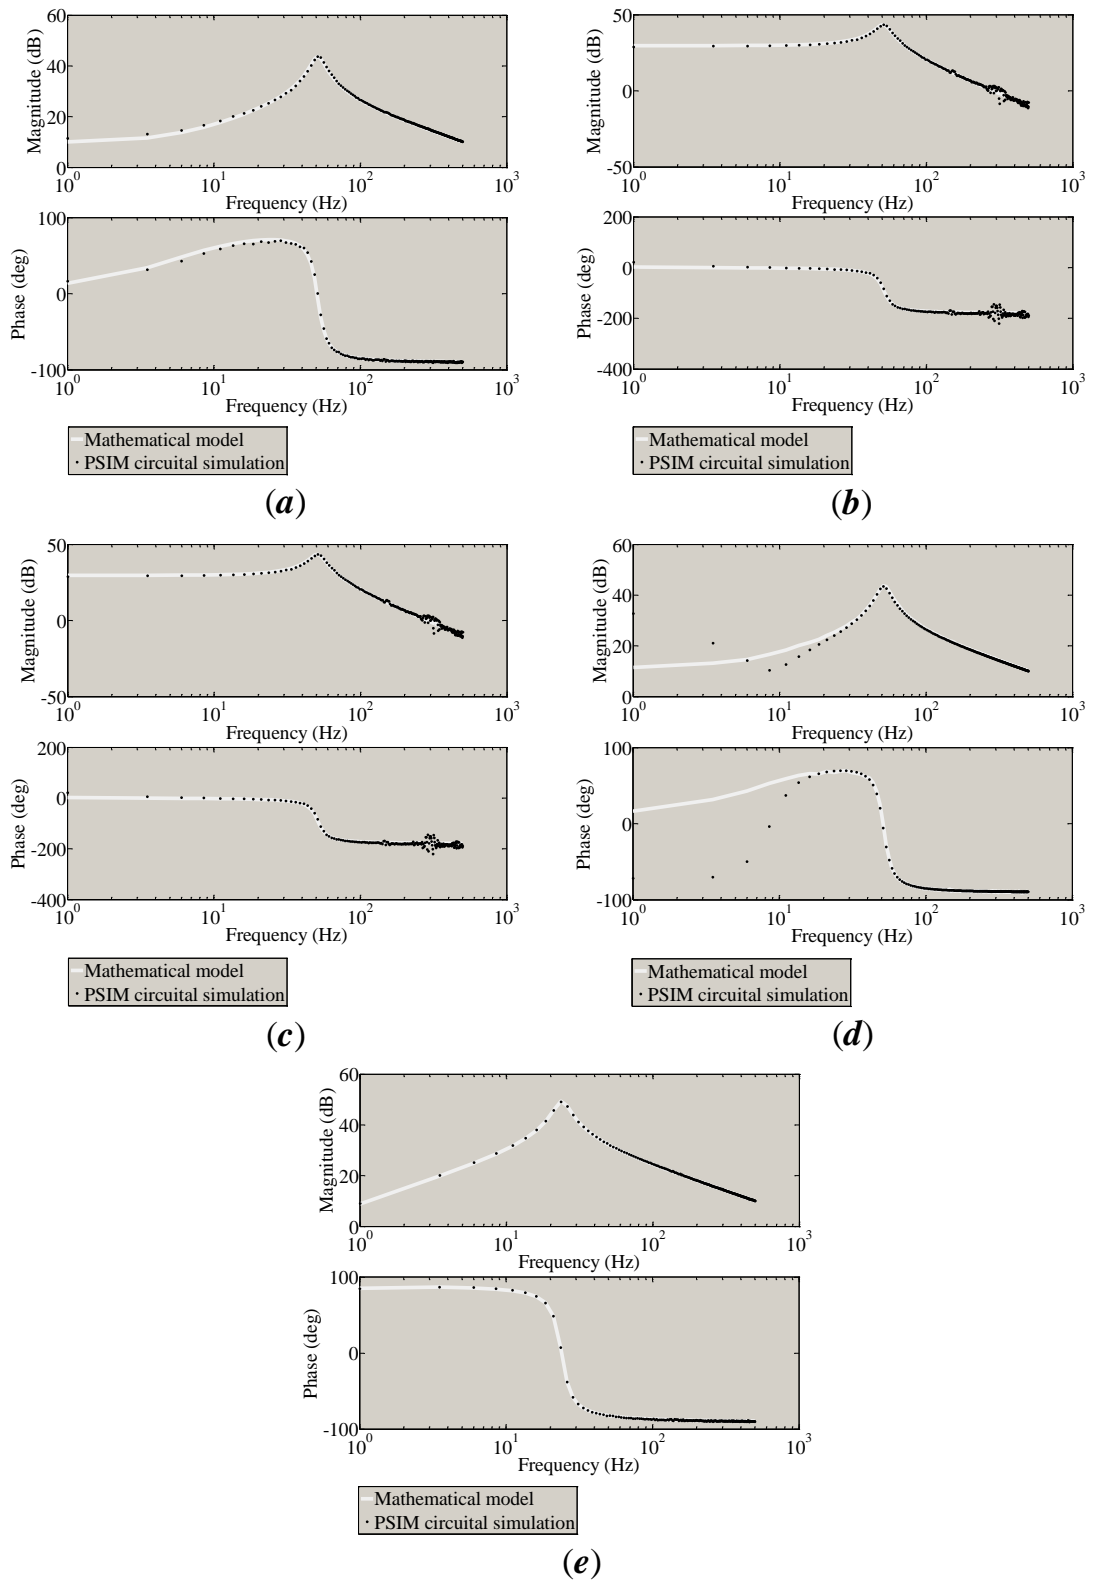 60
40
20
0
Magnitude (dB)
10^0 10^1 10^2 10^3
Frequency (Hz)
100
0
-100
Phase (deg)
10^0 10^1 10^2 10^3
Frequency (Hz)
Mathematical model
PSIM circuital simulation
(a)
50
0
-50
Magnitude (dB)
10^0 10^1 10^2 10^3
Frequency (Hz)
200
0
-200
-400
Phase (deg)
10^0 10^1 10^2 10^3
Frequency (Hz)
Mathematical model
PSIM circuital simulation
(b)
50
0
-50
Magnitude (dB)
10^0 10^1 10^2 10^3
Frequency (Hz)
200
0
-200
-400
Phase (deg)
10^0 10^1 10^2 10^3
Frequency (Hz)
Mathematical model
PSIM circuital simulation
(c)
60
40
20
0
Magnitude (dB)
10^0 10^1 10^2 10^3
Frequency (Hz)
100
0
-100
Phase (deg)
10^0 10^1 10^2 10^3
Frequency (Hz)
Mathematical model
PSIM circuital simulation
(d)
60
40
20
0
Magnitude (dB)
10^0 10^1 10^2 10^3
Frequency (Hz)
100
0
-100
Phase (deg)
10^0 10^1 10^2 10^3
Frequency (Hz)
Mathematical model
PSIM circuital simulation
(e)